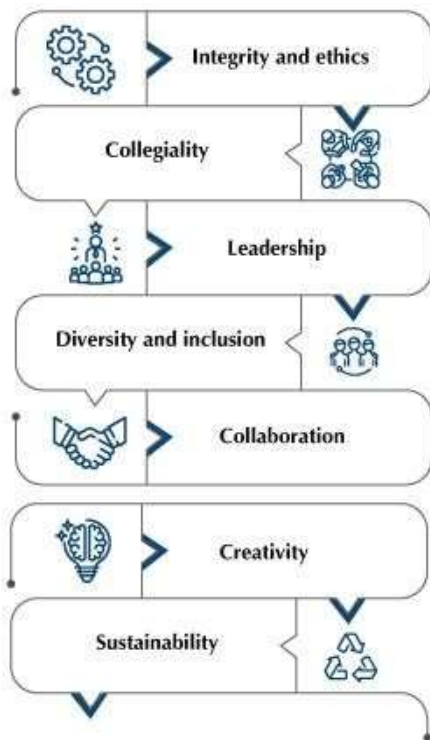 Integrity and ethics
Collegiality
Leadership
Diversity and inclusion
Collaboration
Creativity
Sustainability